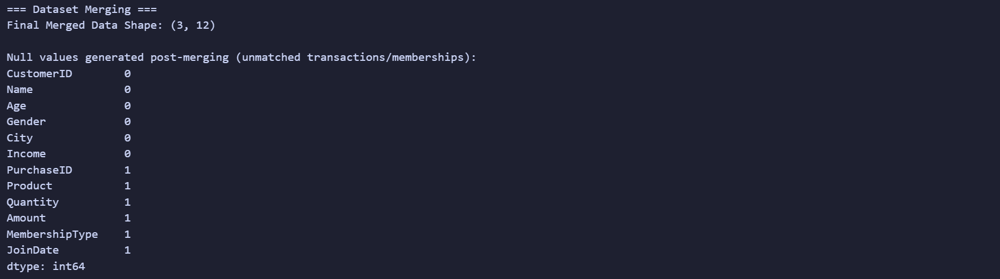 === Dataset Merging ===
Final Merged Data Shape: (3, 12)
Null values generated post-merging (unmatched transactions/memberships):
CustomerID        0
Name              0
Age               0
Gender            0
City              0
Income            0
PurchaseID        1
Product           1
Quantity          1
Amount            1
MembershipType    1
JoinDate          1
dtype: int64